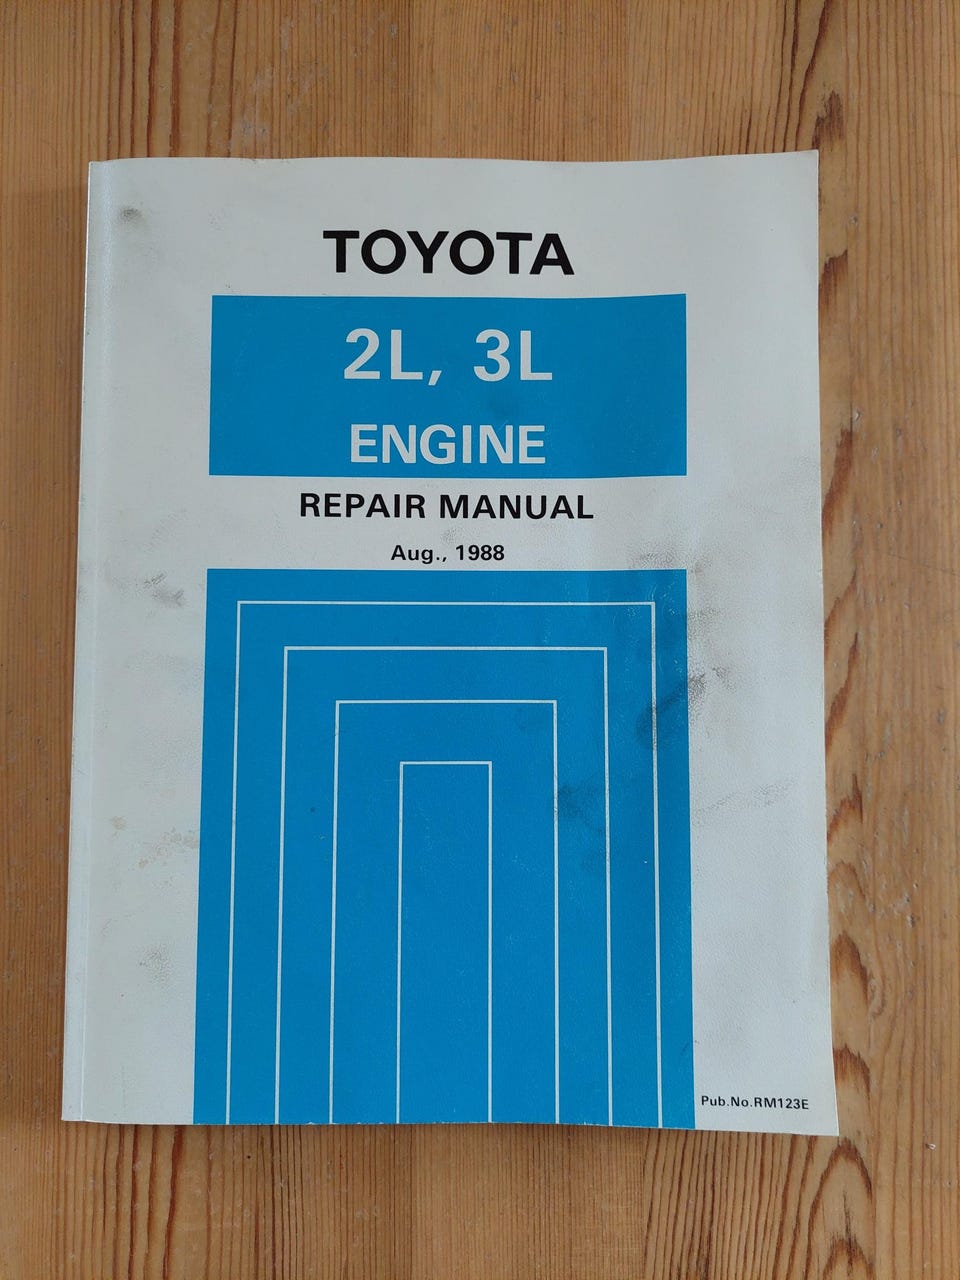 TOYOTA
2L, 3L
ENGINE
REPAIR MANUAL
Aug., 1988
Pub.No.RM123E